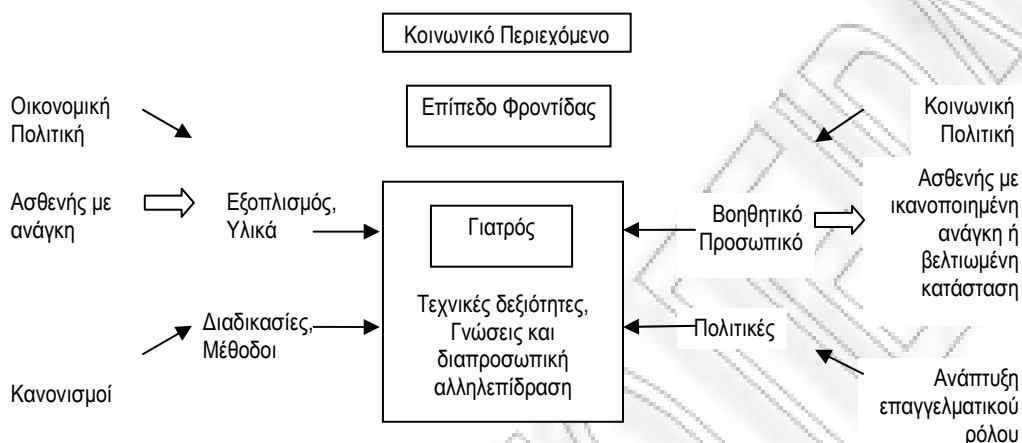 Κοινωνικό Περιεχόμενο
Επίπεδο Φροντίδας
Οικονομική
Πολιτική
Κοινωνική
Πολιτική
Ασθενής με
ανάγκη
Εξοπλισμός,
Υλικά
Γιατρός
Βοηθητικό
Προσωπικό
Ασθενής με
ικανοποιημένη
ανάγκη ή
βελτιωμένη
κατάσταση
Διαδικασίες,
Μέθοδοι
Τεχνικές δεξιότητες,
Γνώσεις και
διαπροσωπική
αλληλεπίδραση
Πολιτικές
Κανονισμοί
Ανάπτυξη
επαγγελματικού
ρόλου